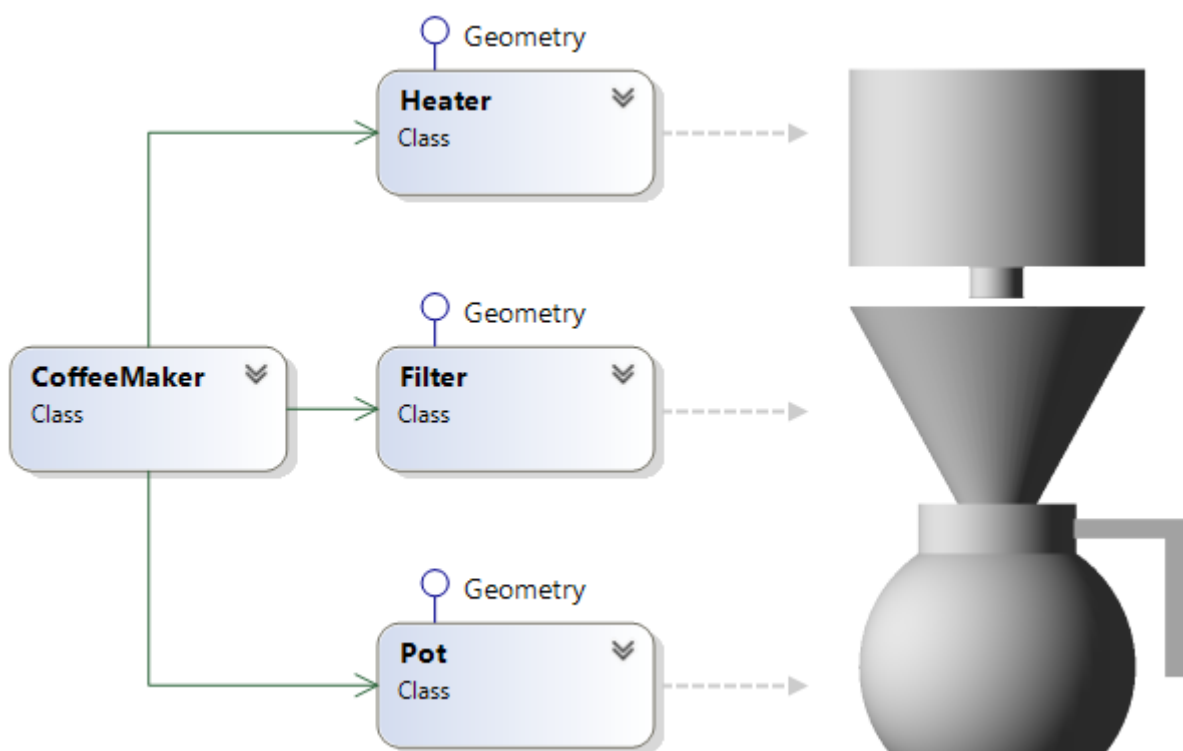 Geometry
Heater
Class
Geometry
CoffeeMaker
Class
Filter
Class
Geometry
Pot
Class